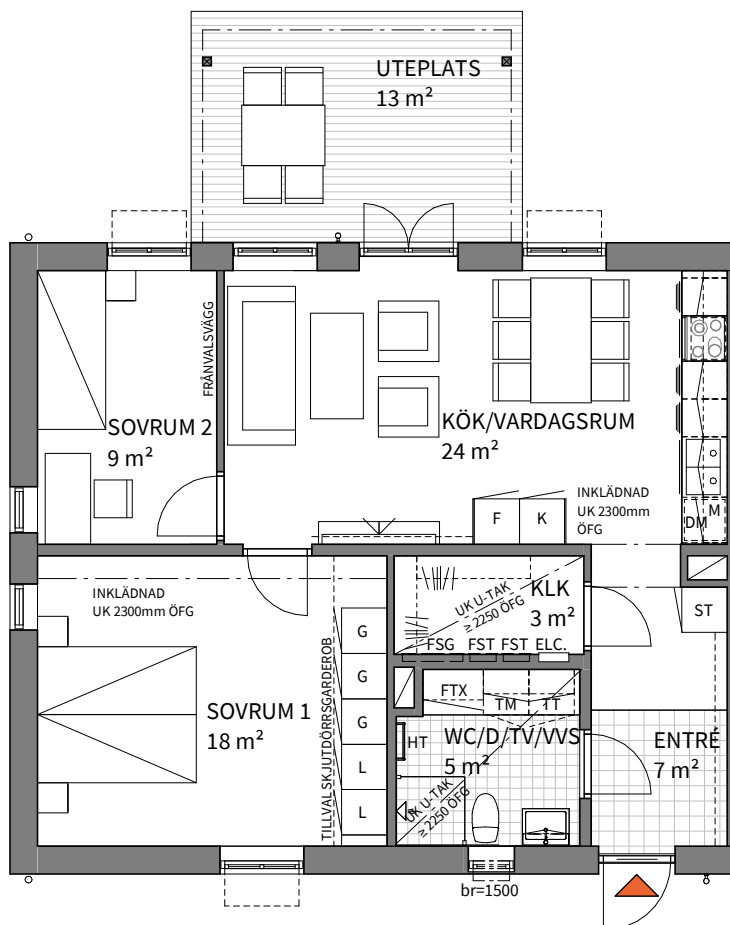 UTEPLATS
13 m²
FRÅNVALSVÄGG
SOVRUM 2
9 m²
KÖK/VARDAGSRUM
24 m²
INKLÄDNAD
UK 2300mm
ÖFG
F
K
DM
M
INKLÄDNAD
UK 2300mm ÖFG
UK U-TAK
≥ 2250 ÖFG
KLK
3 m²
FSG
FST
FST
ELC.
ST
SOVRUM 1
18 m²
TILLVAL SKJUTDÖRRSGARDEROB
G
G
G
L
L
FTX
TM
TT
HT
WC/D/TV/VVS
5 m²
UK U-TAK
≥ 2250 ÖFG
ENTRÉ
7 m²
br=1500